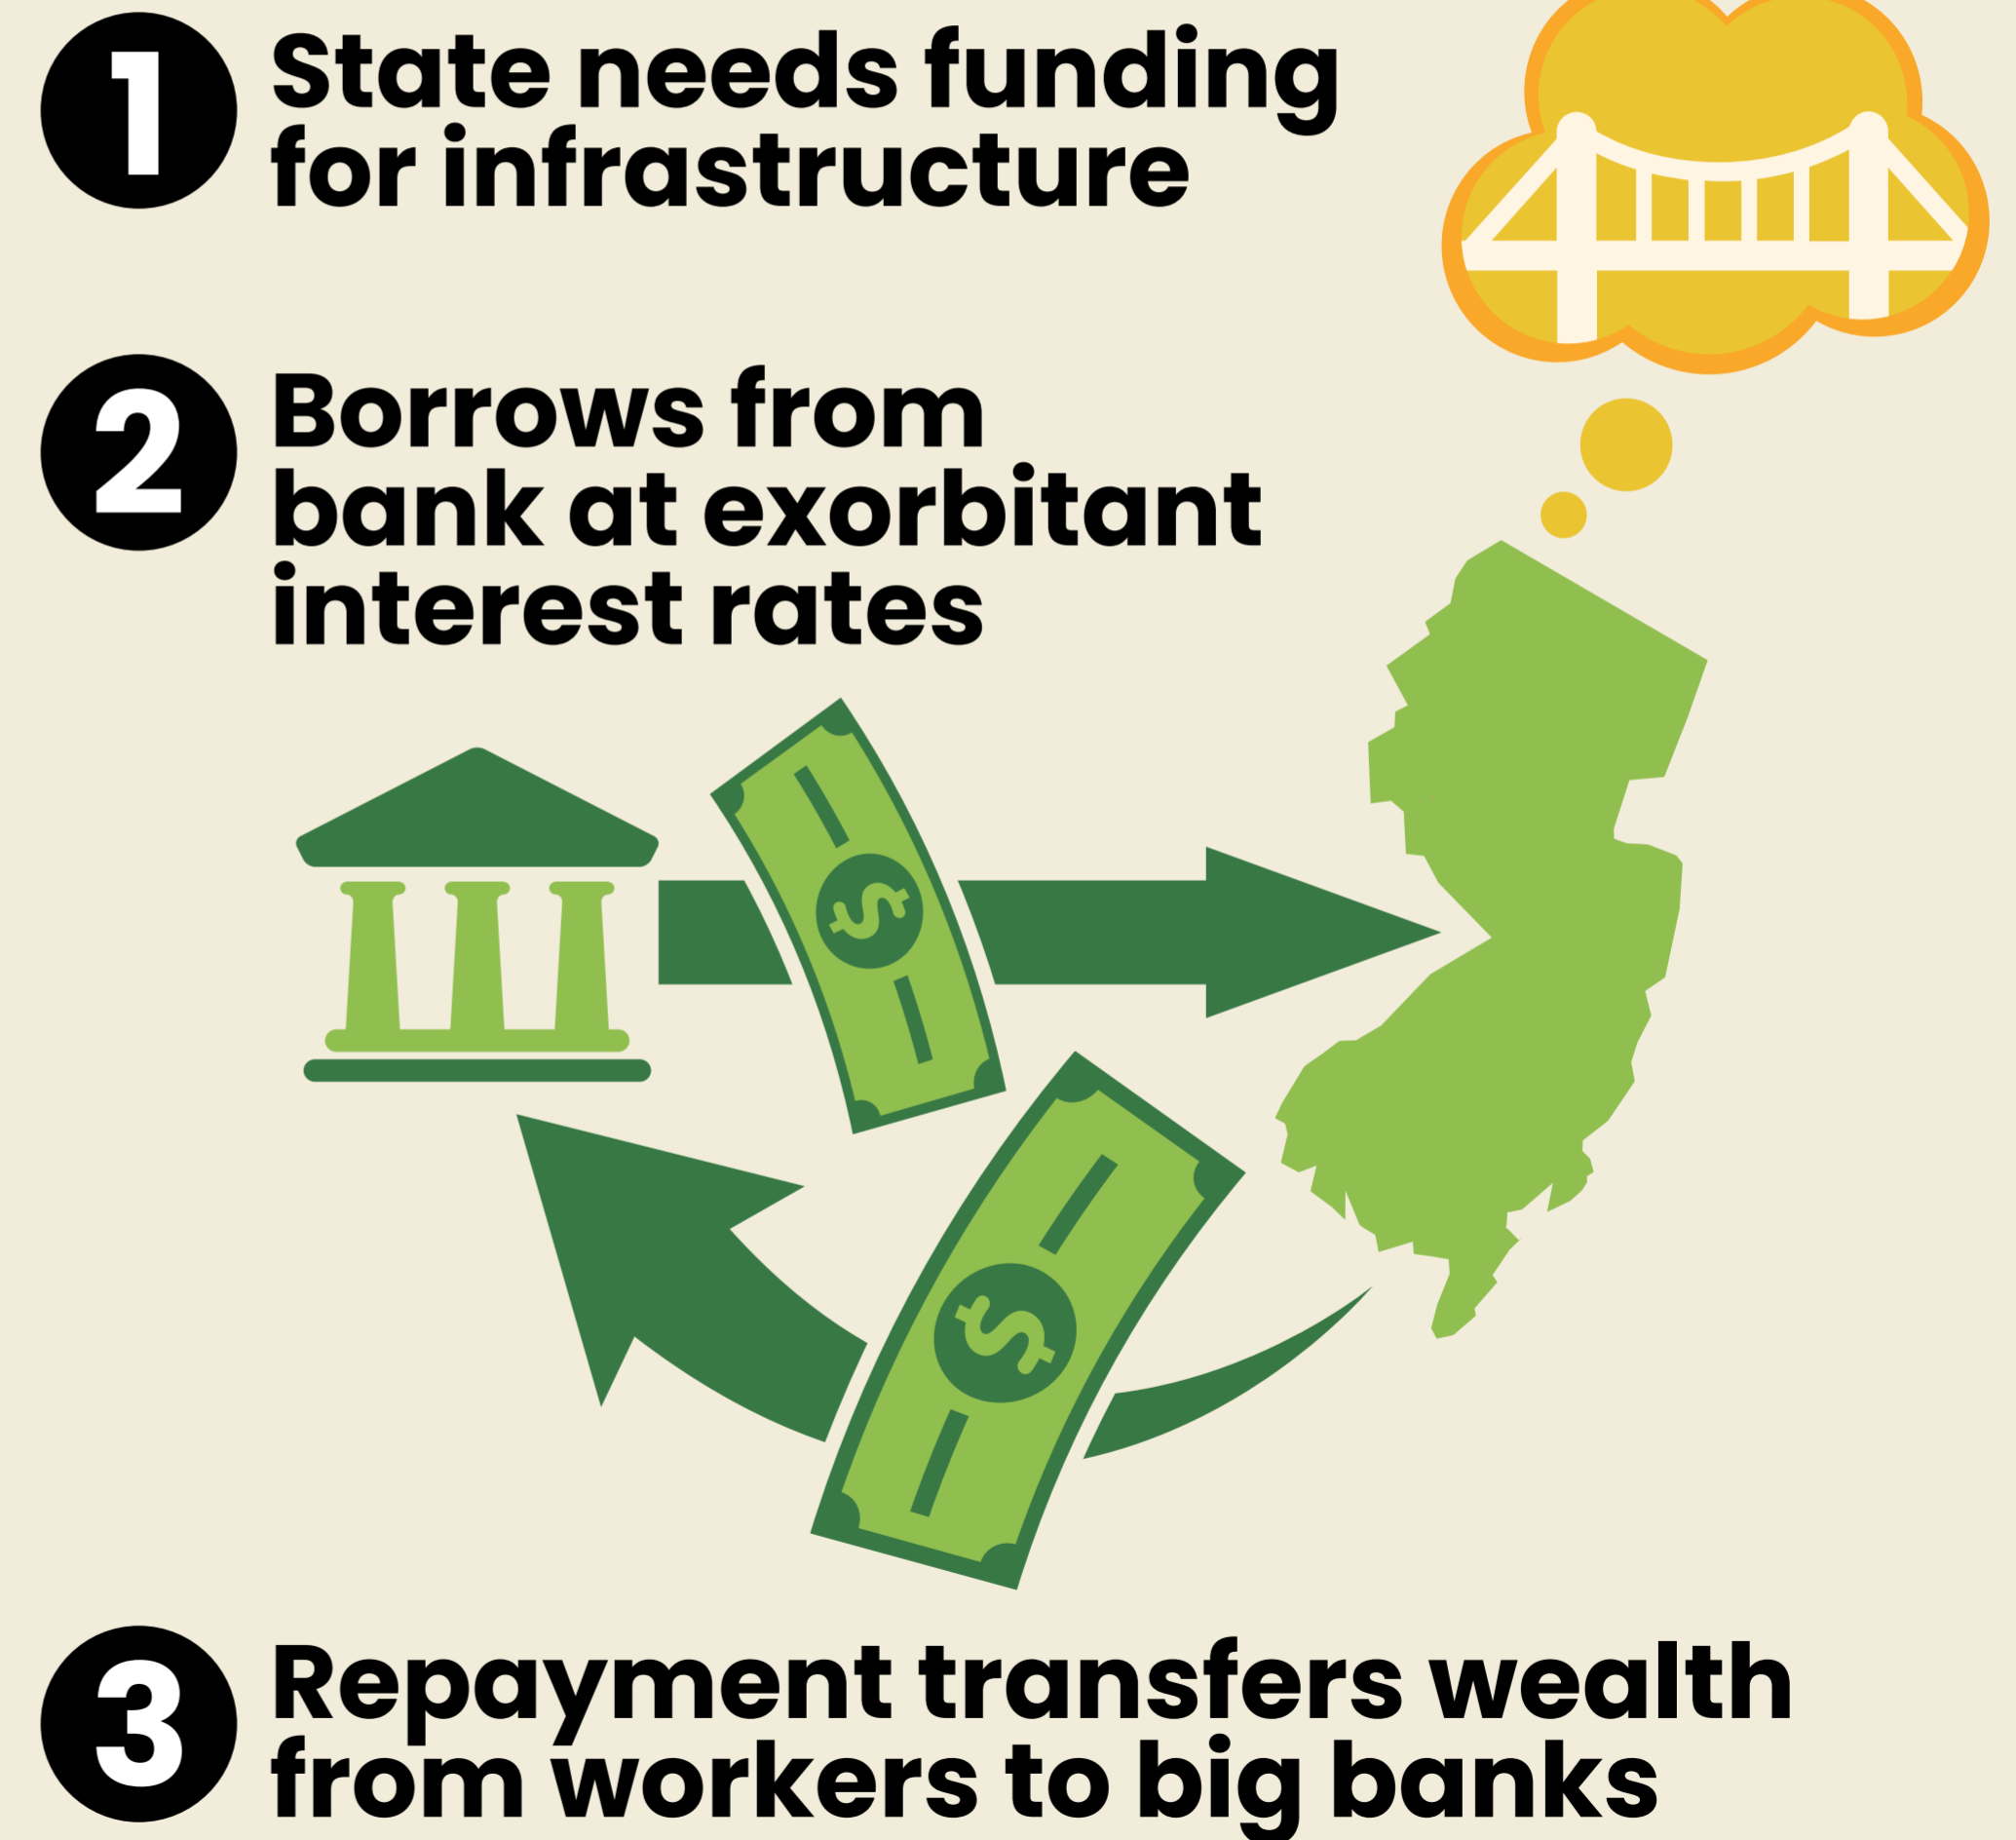 1
State needs funding
for infrastructure
2
Borrows from
bank at exorbitant
interest rates
$
$
3
Repayment transfers wealth
from workers to big banks